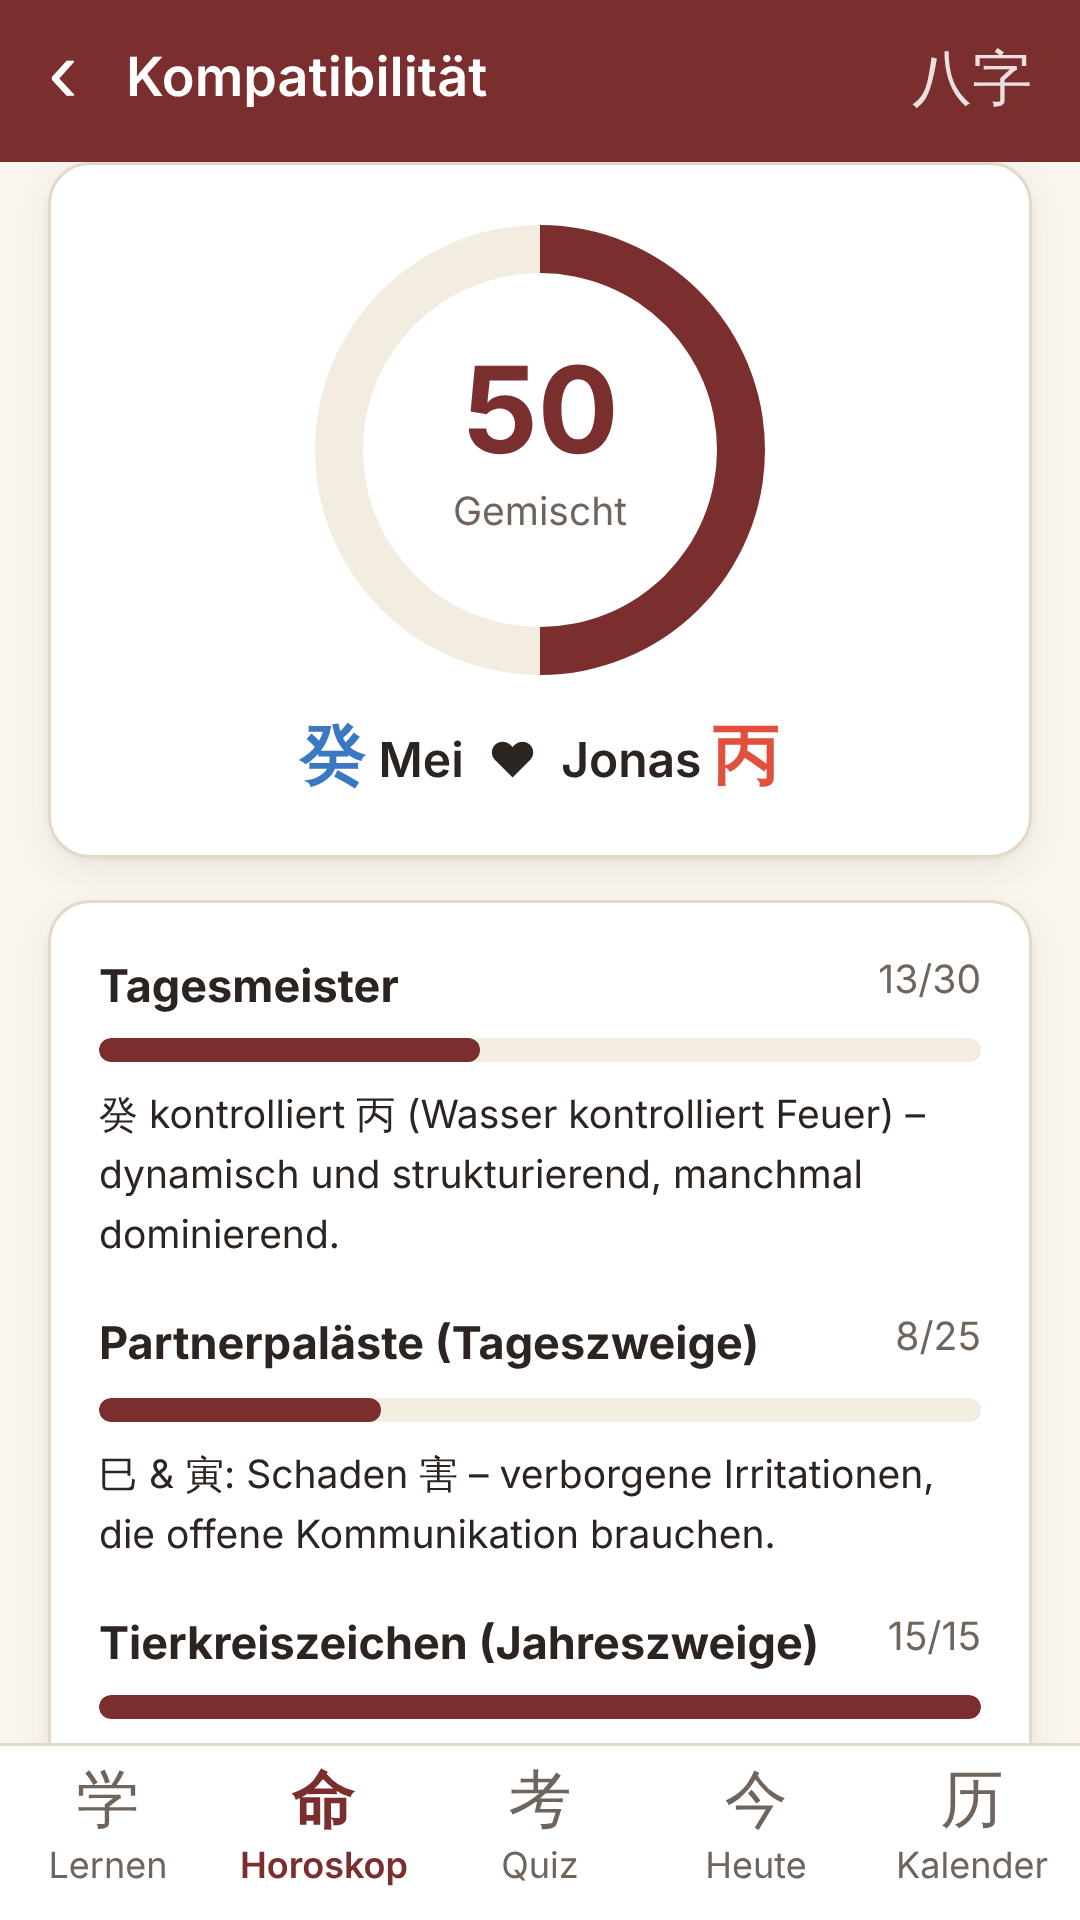 Kompatibilität 八字
50
Gemischt
癸 Mei ♥ Jonas 丙
Tagesmeister 13/30
癸 kontrolliert 丙 (Wasser kontrolliert Feuer) –
dynamisch und strukturierend, manchmal
dominierend.
Partnerpaläste (Tageszweige) 8/25
巳 & 寅: Schaden 害 – verborgene Irritationen,
die offene Kommunikation brauchen.
Tierkreiszeichen (Jahreszweige) 15/15
学 命 考 今 历
Lernen Horoskop Quiz Heute Kalender